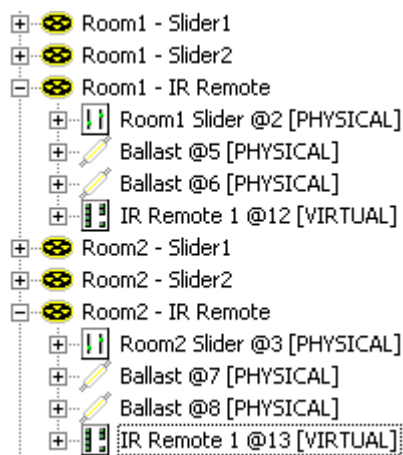 Room1 - Slider1
Room1 - Slider2
Room1 - IR Remote
Room1 Slider @2 [PHYSICAL]
Ballast @5 [PHYSICAL]
Ballast @6 [PHYSICAL]
IR Remote 1 @12 [VIRTUAL]
Room2 - Slider1
Room2 - Slider2
Room2 - IR Remote
Room2 Slider @3 [PHYSICAL]
Ballast @7 [PHYSICAL]
Ballast @8 [PHYSICAL]
IR Remote 1 @13 [VIRTUAL]